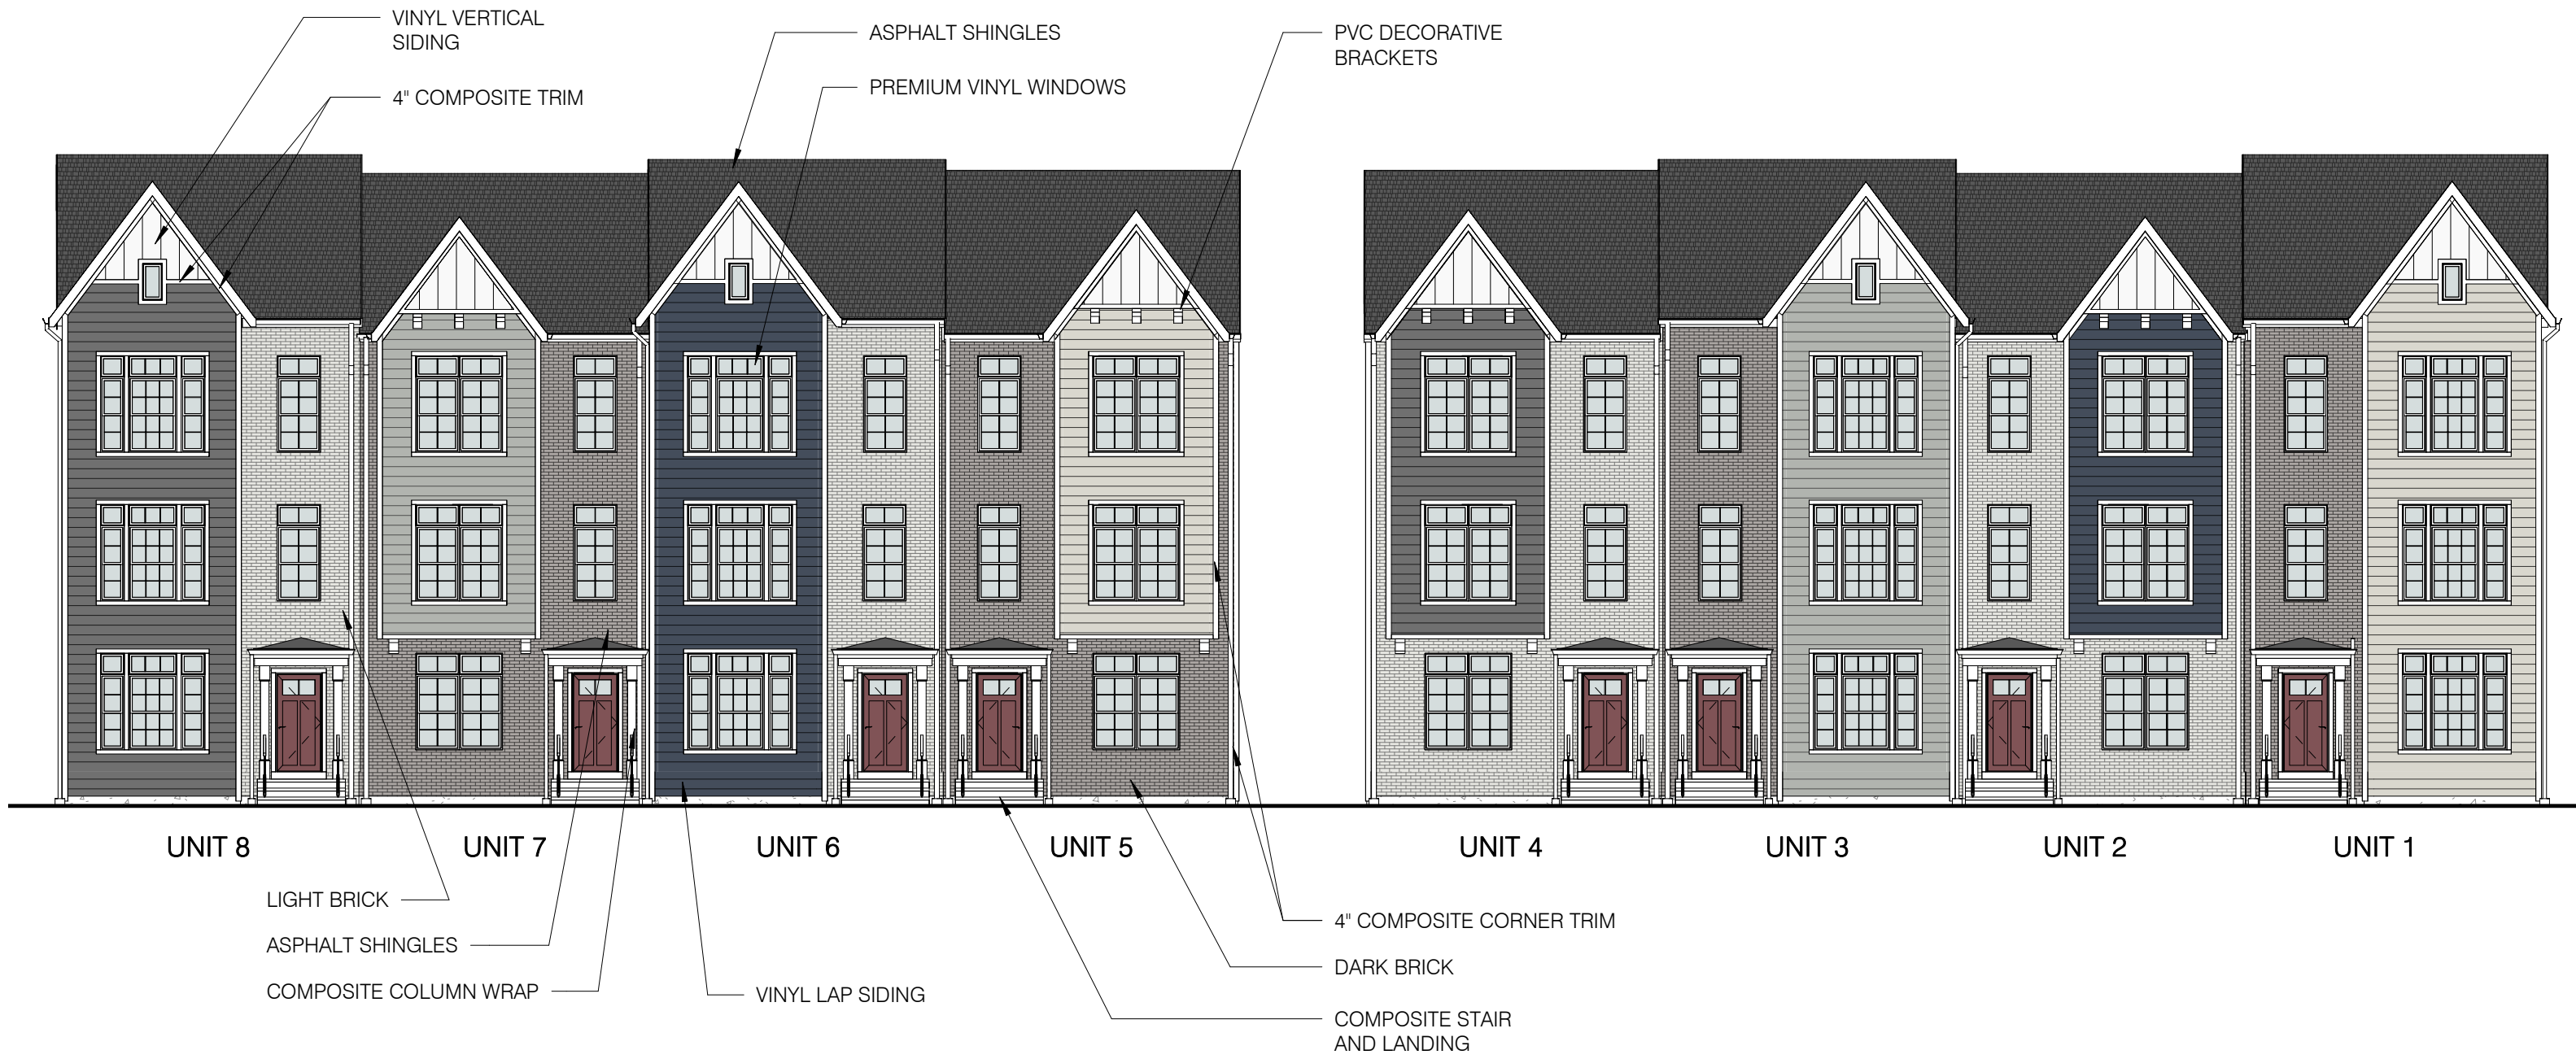 VINYL VERTICAL
SIDING
4" COMPOSITE TRIM
ASPHALT SHINGLES
PREMIUM VINYL WINDOWS
PVC DECORATIVE
BRACKETS
UNIT 8
UNIT 7
UNIT 6
UNIT 5
UNIT 4
UNIT 3
UNIT 2
UNIT 1
LIGHT BRICK
ASPHALT SHINGLES
COMPOSITE COLUMN WRAP
VINYL LAP SIDING
4" COMPOSITE CORNER TRIM
DARK BRICK
COMPOSITE STAIR
AND LANDING